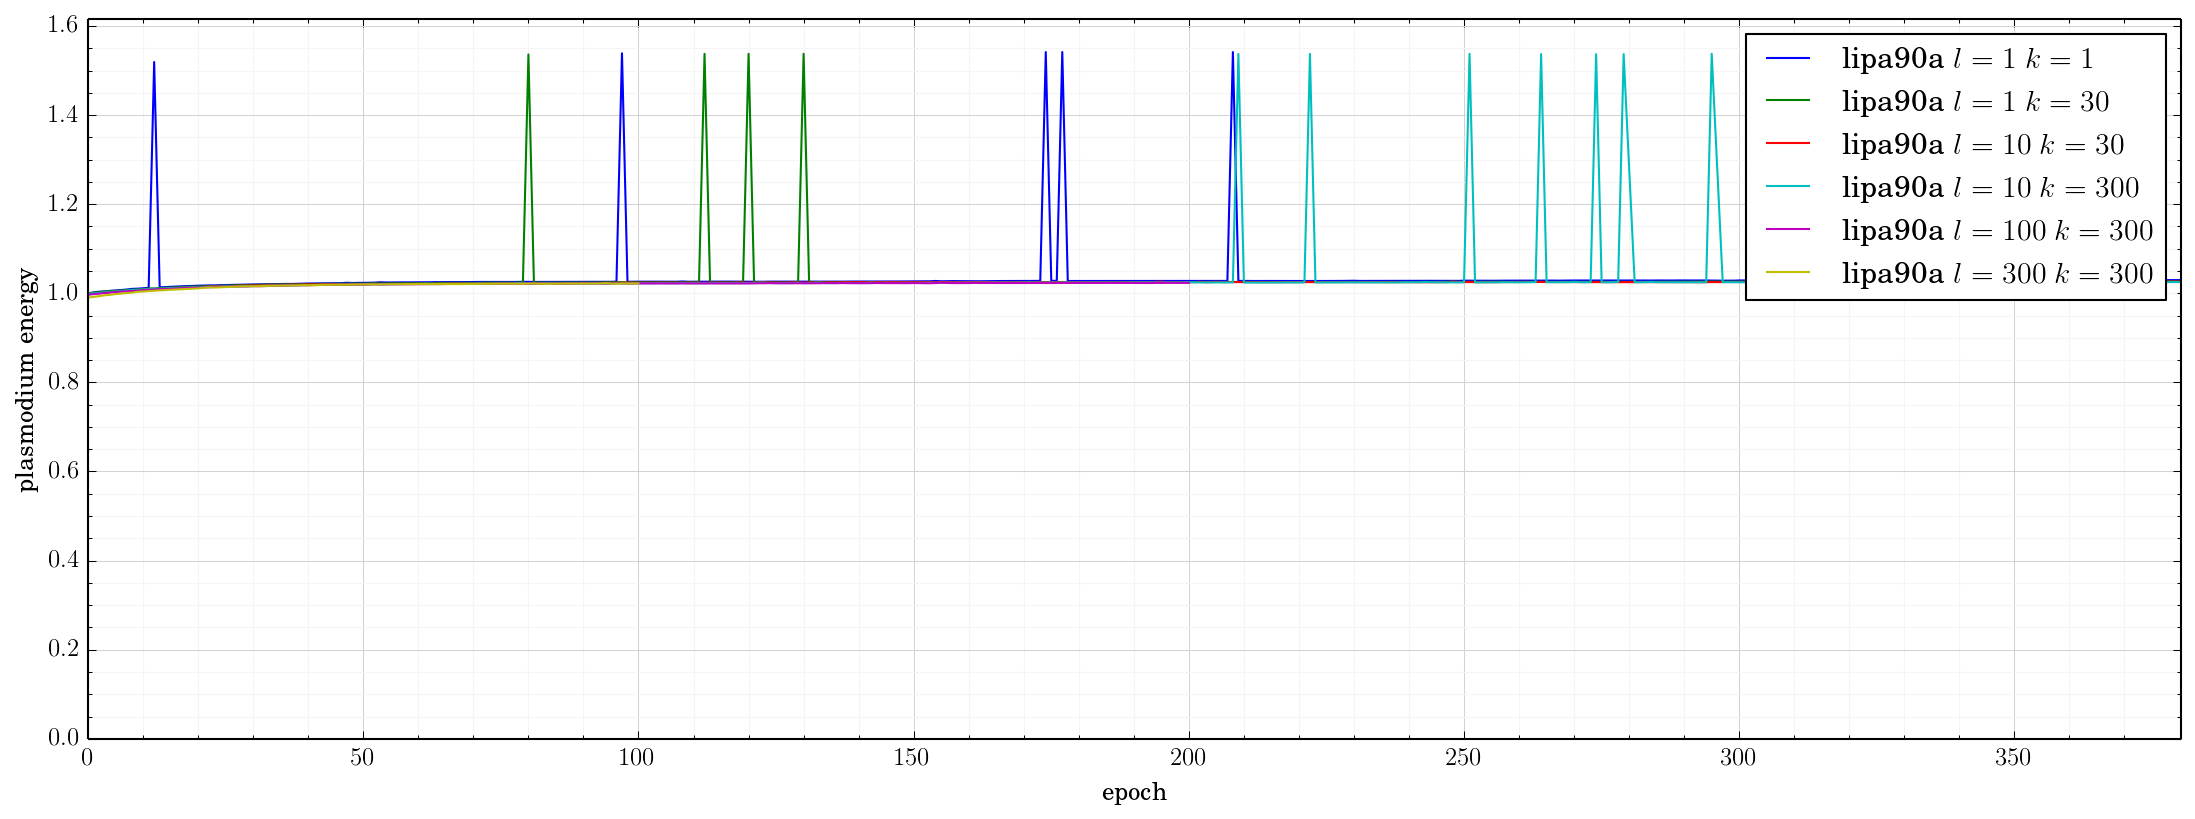 1.6
1.4
1.2
1.0
0.8
0.6
0.4
0.2
0.0
plasmodium energy
0 50 100 150 200 250 300 350
epoch
lipa90a l = 1 k = 1
lipa90a l = 1 k = 30
lipa90a l = 10 k = 30
lipa90a l = 10 k = 300
lipa90a l = 100 k = 300
lipa90a l = 300 k = 300